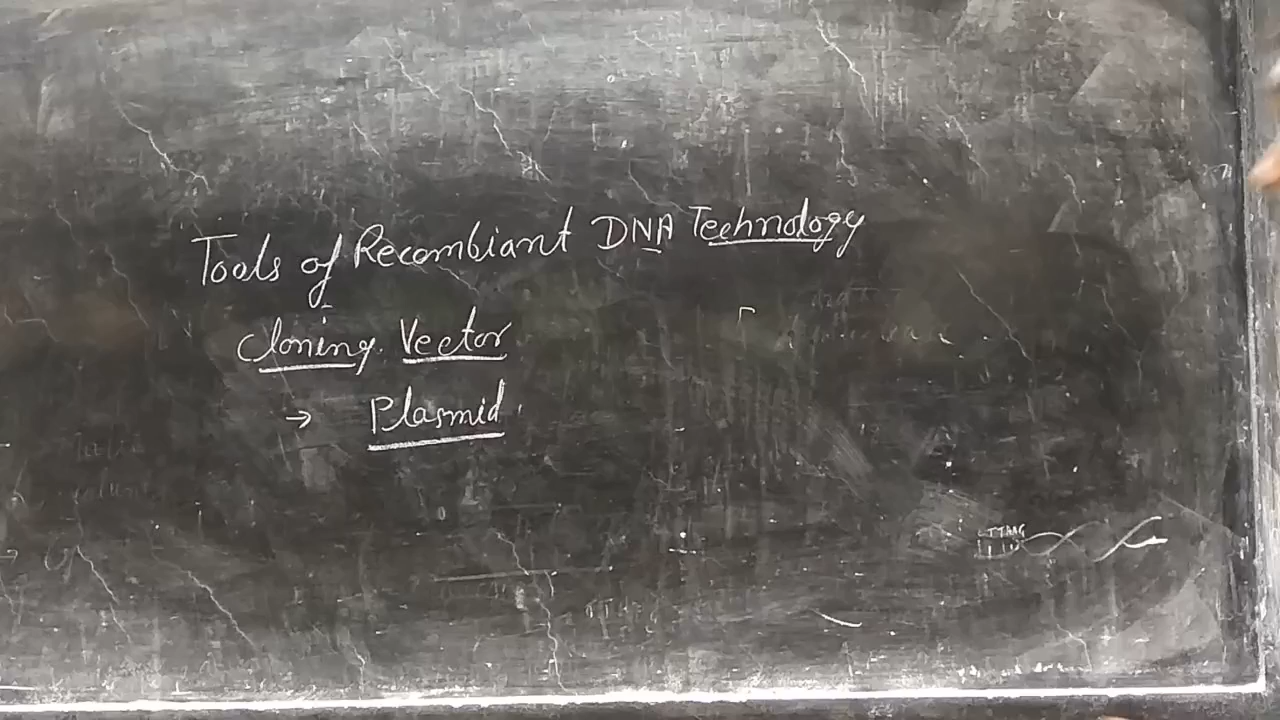 Tools of Recombiant DNA Technology
Cloning Vector
→ Plasmid